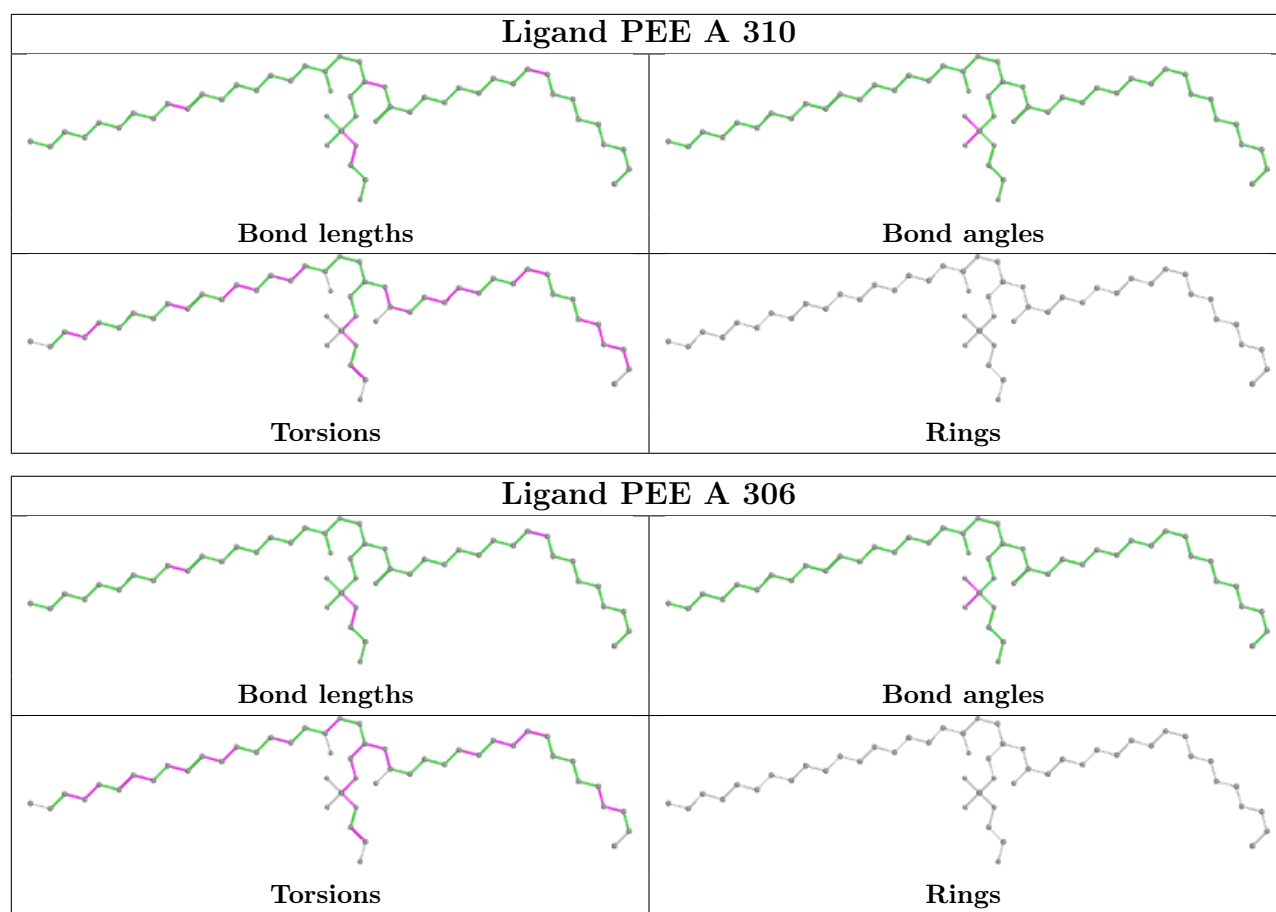 Ligand PEE A 310
Bond lengths
Bond angles
Torsions
Rings
Ligand PEE A 306
Bond lengths
Bond angles
Torsions
Rings